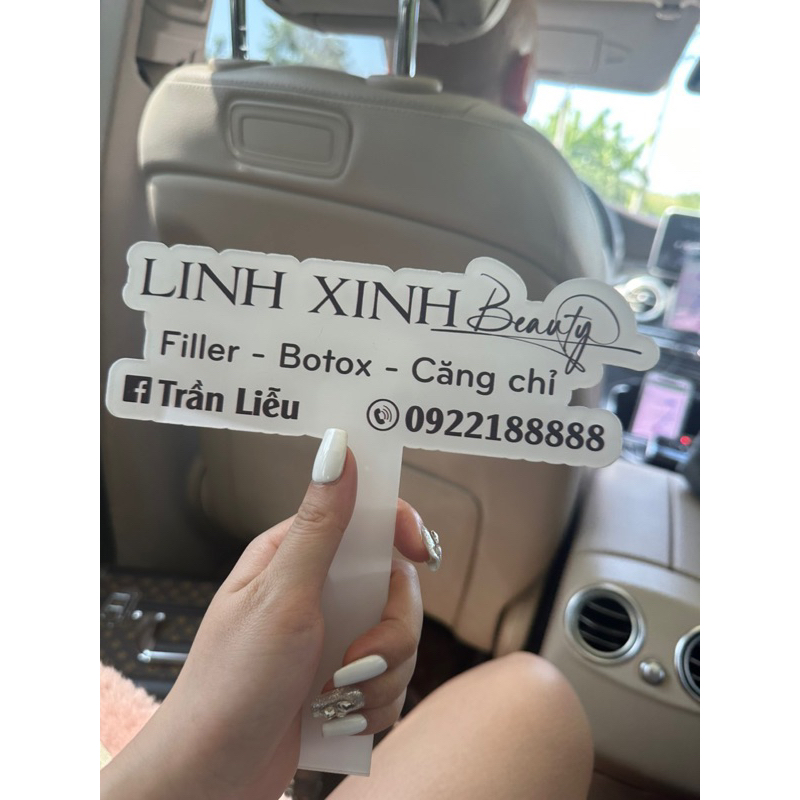 LINH XINH Beauty
Filler - Botox - Căng chỉ
Trần Liễu 0922188888